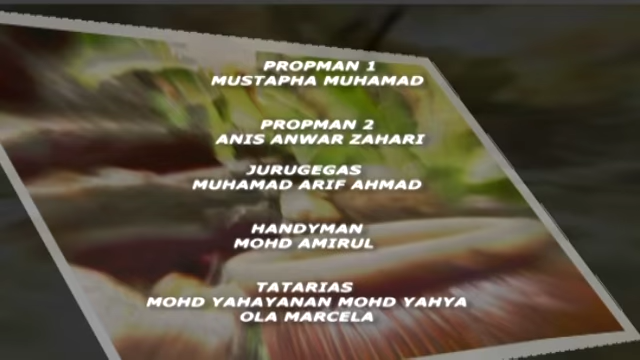 PROPMAN 1
MUSTAPHA MUHAMAD
PROPMAN 2
ANIS ANWAR ZAHARI
JURUGEGAS
MUHAMAD ARIF AHMAD
HANDYMAN
MOHD AMIRUL
TATARIAS
MOHD YAHAYANAN MOHD YAHYA
OLA MARCELA